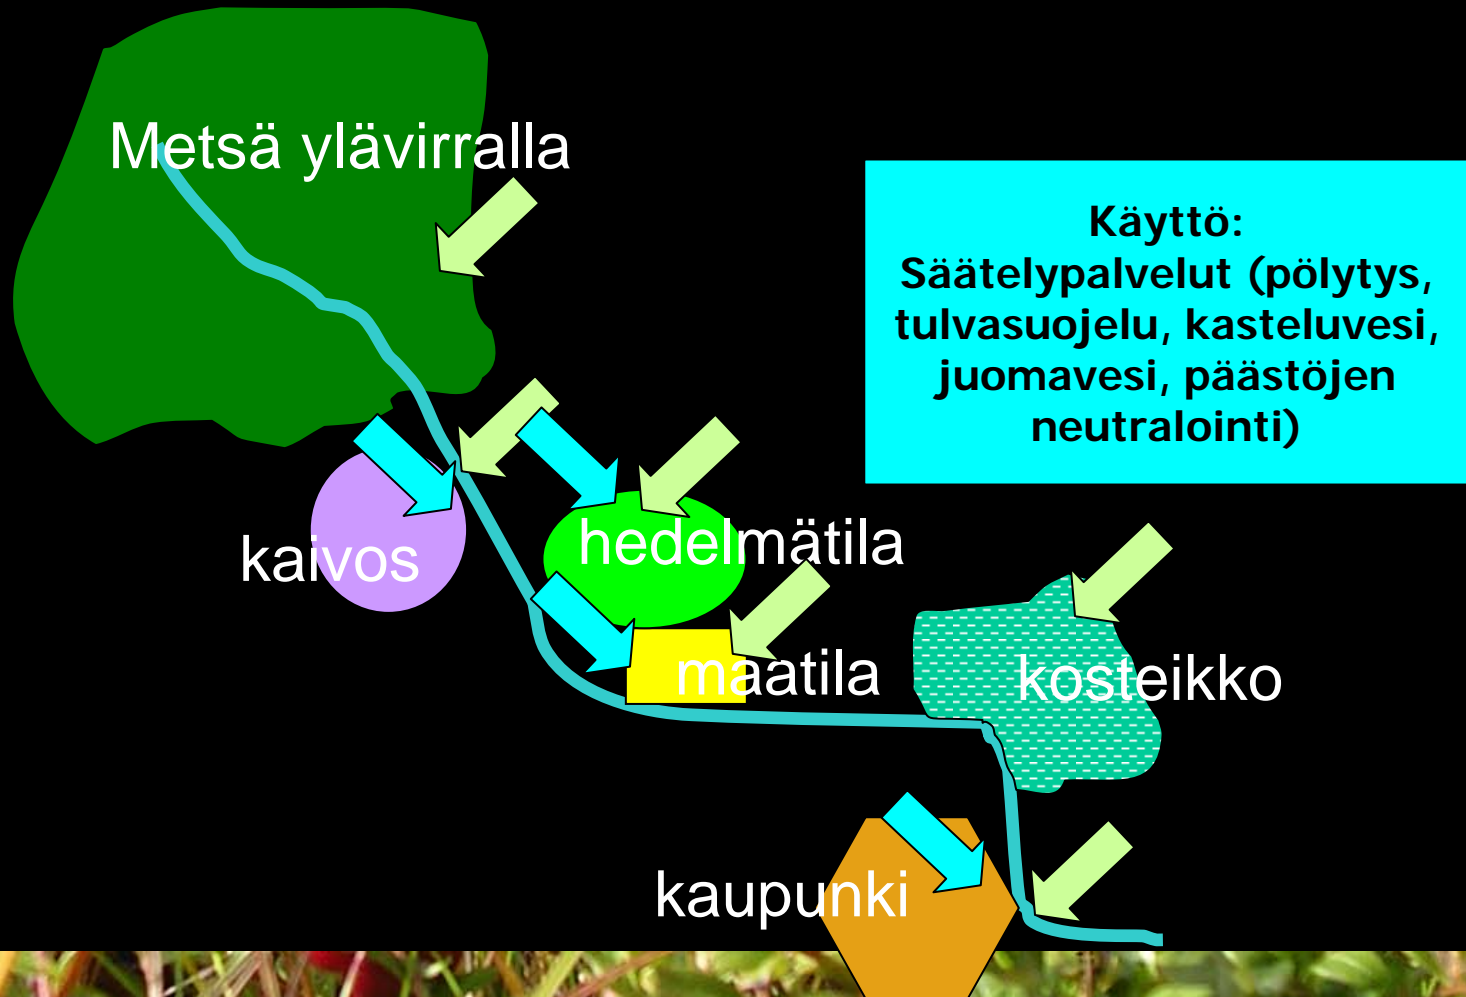 Metsä ylävirralla
Käyttö:
Säätelypalvelut (pölytys,
tulvasuojelu, kasteluvesi,
juomavesi, päästöjen
neutralointi)
hedelmätila
kaivos
maatila
kosteikko
kaupunki